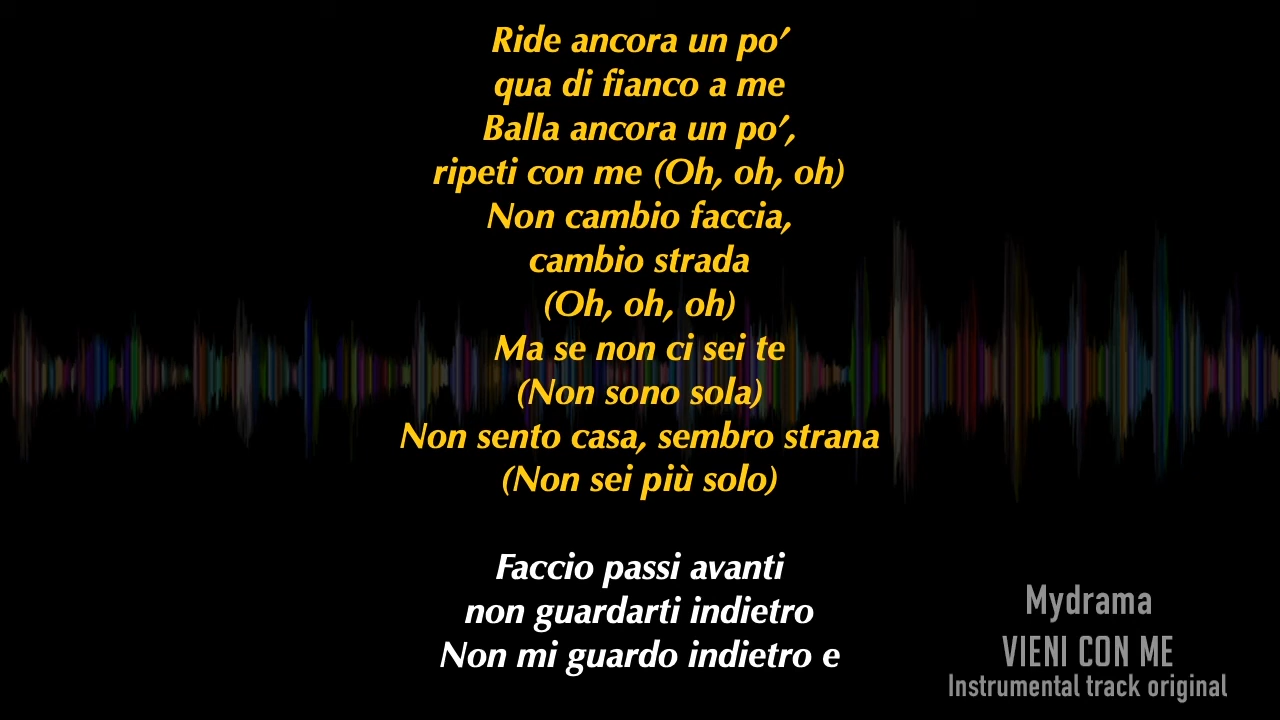 Ride ancora un po’
qua di fianco a me
Balla ancora un po’,
ripeti con me (Oh, oh, oh)
Non cambio faccia,
cambio strada
(Oh, oh, oh)
Ma se non ci sei te
(Non sono sola)
Non sento casa, sembro strana
(Non sei più solo)
Faccio passi avanti
non guardarti indietro
Non mi guardo indietro e
Mydrama
VIENI CON ME
Instrumental track original